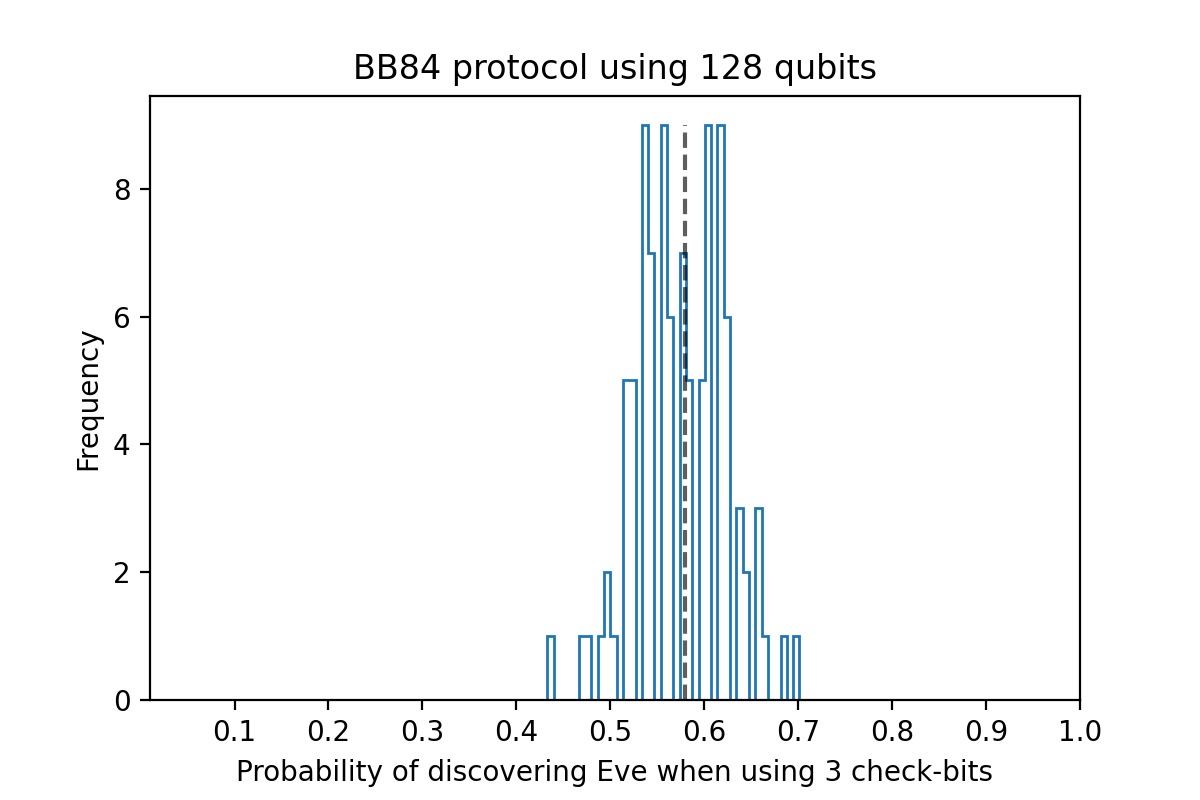 BB84 protocol using 128 qubits
Frequency
8
6
4
2
0
0.1 0.2 0.3 0.4 0.5 0.6 0.7 0.8 0.9 1.0
Probability of discovering Eve when using 3 check-bits